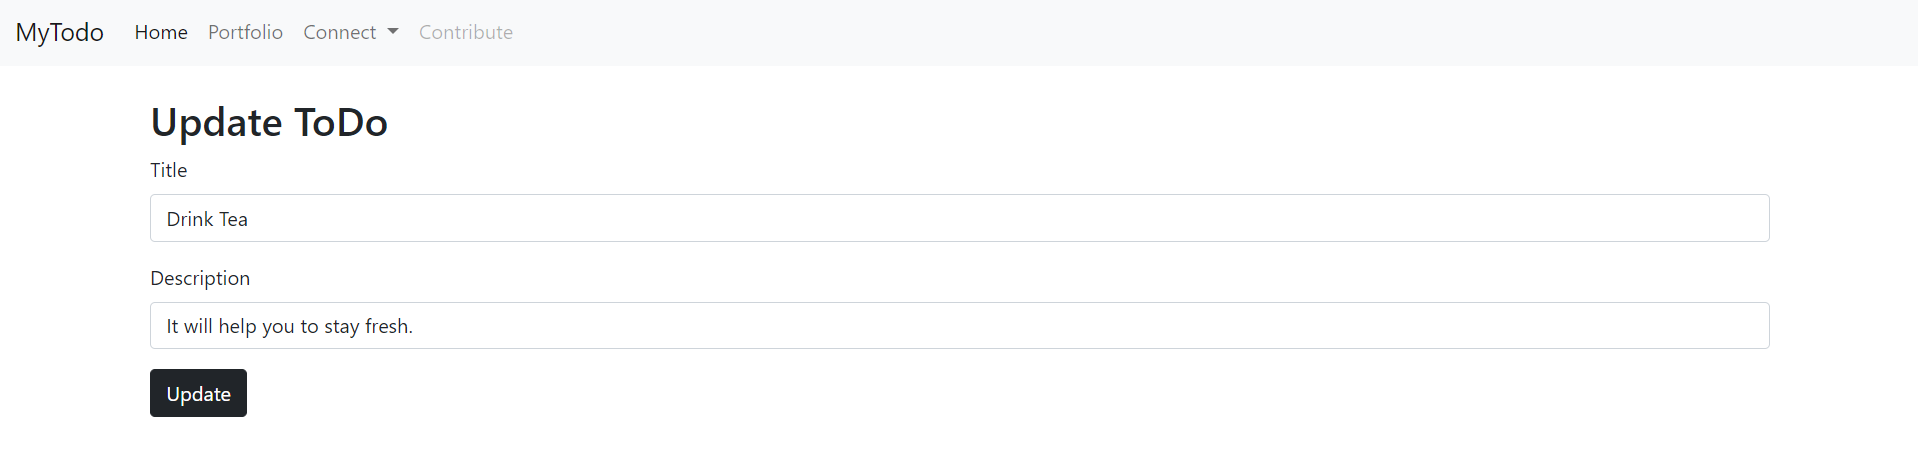 MyTodo Home Portfolio Connect Contribute
Update ToDo
Title
Drink Tea
Description
It will help you to stay fresh.
Update